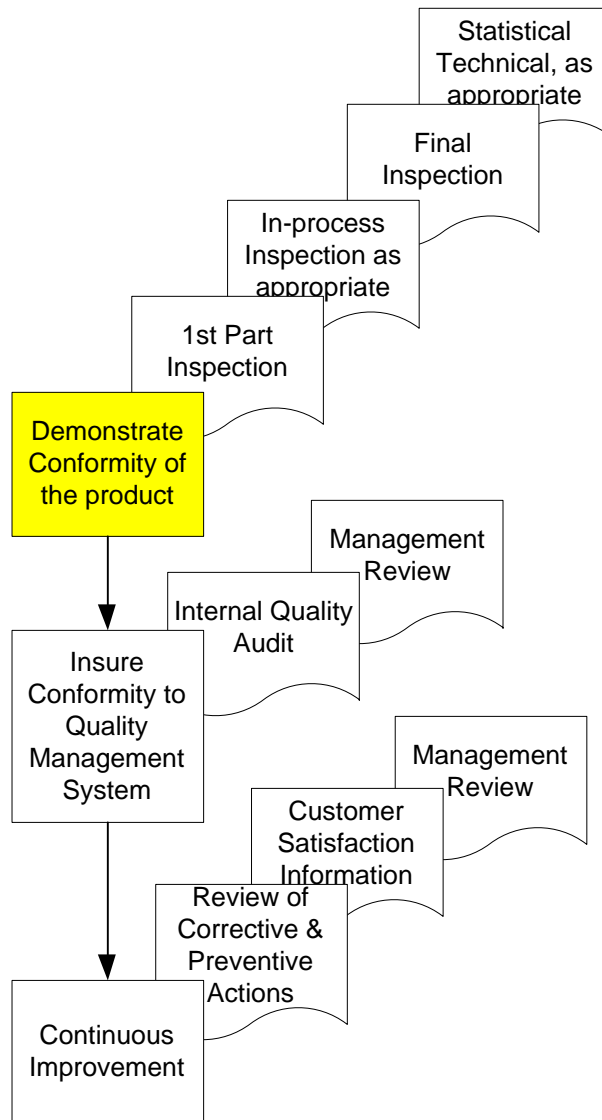 Statistical
Technical, as
appropriate
Final
Inspection
In-process
Inspection as
appropriate
1st Part
Inspection
Demonstrate
Conformity of
the product
Management
Review
Internal Quality
Audit
Insure
Conformity to
Quality
Management
System
Management
Review
Customer
Satisfaction
Information
Review of
Corrective &
Preventive
Actions
Continuous
Improvement